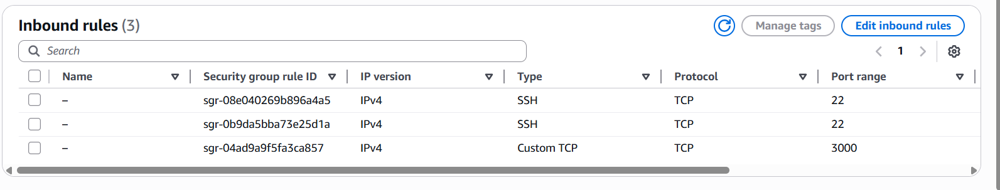 Inbound rules (3)
Manage tags
Edit inbound rules
Search
1
Name Security group rule ID IP version Type Protocol Port range
– sgr-08e040269b896a4a5 IPv4 SSH TCP 22
– sgr-0b9da5bba73e25d1a IPv4 SSH TCP 22
– sgr-04ad9a9f5fa3ca857 IPv4 Custom TCP TCP 3000